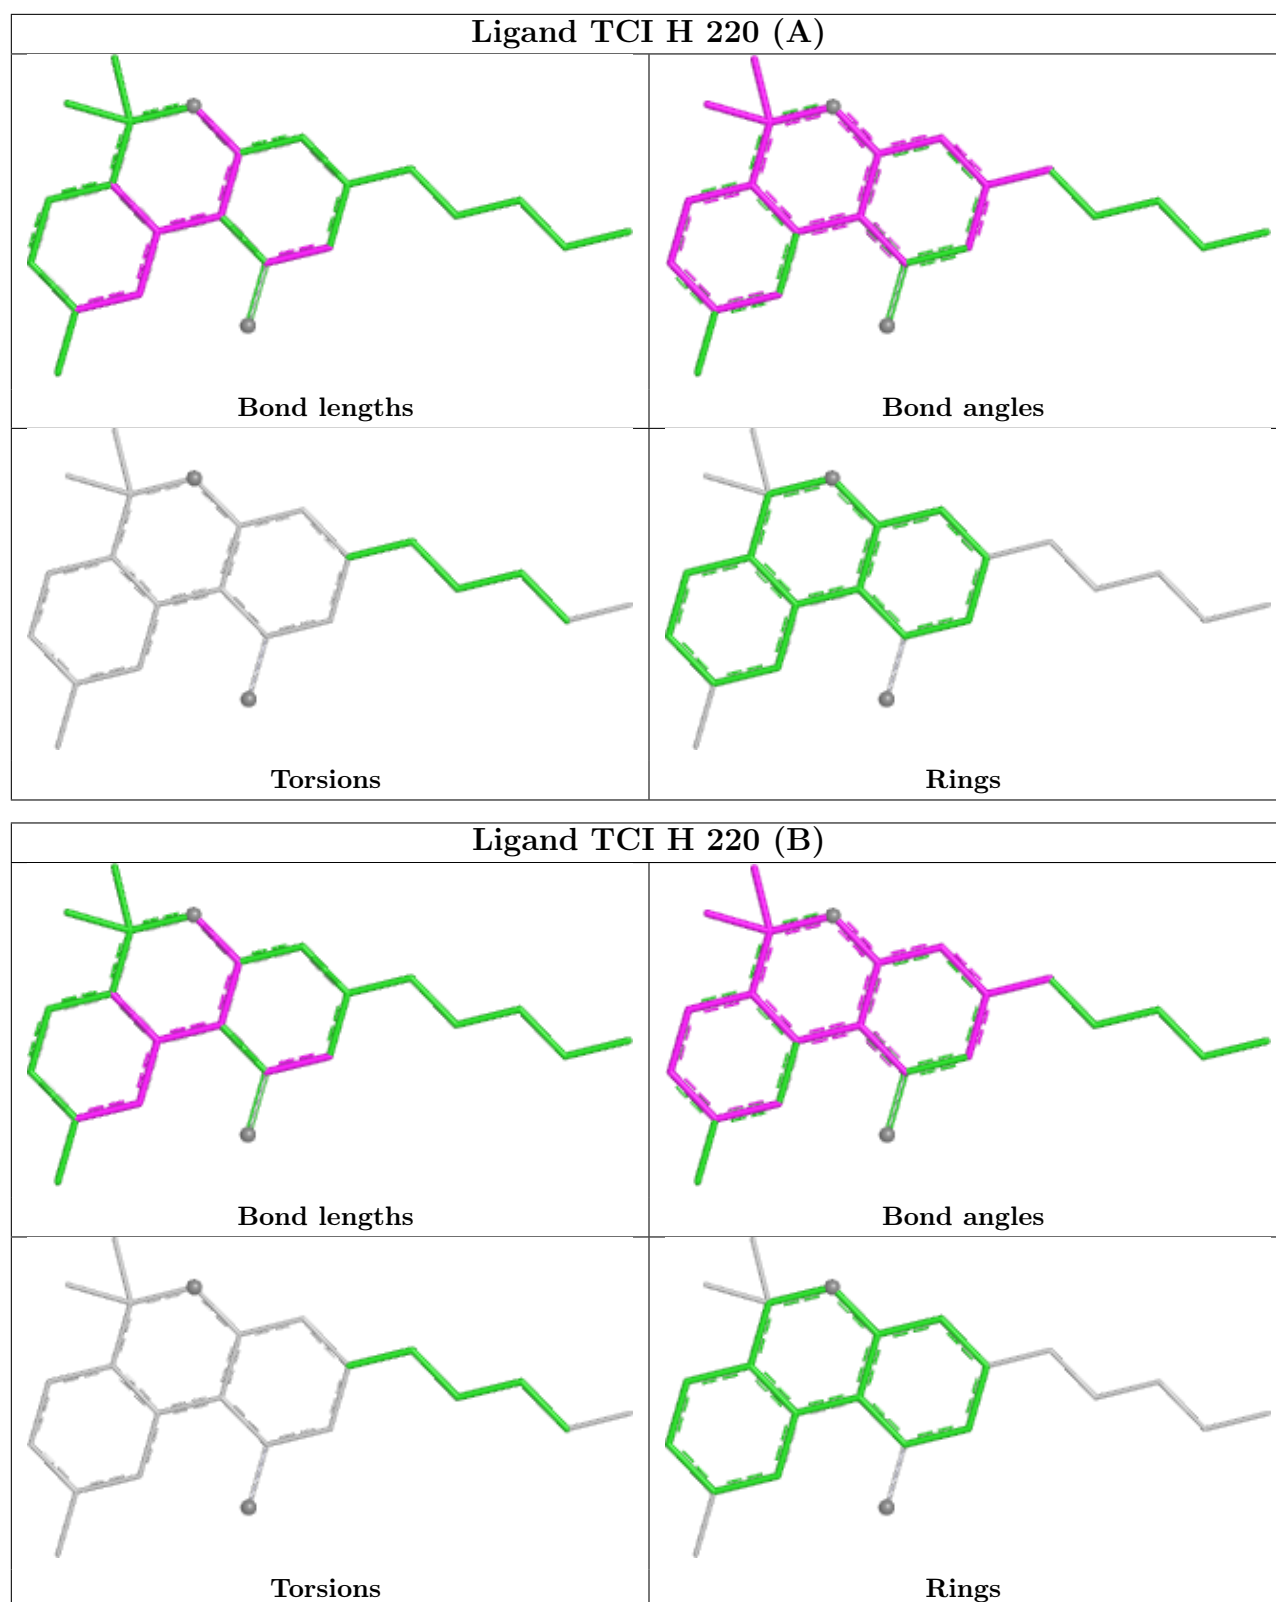 Ligand TCI H 220 (A)
Bond lengths
Bond angles
Torsions
Rings
Ligand TCI H 220 (B)
Bond lengths
Bond angles
Torsions
Rings